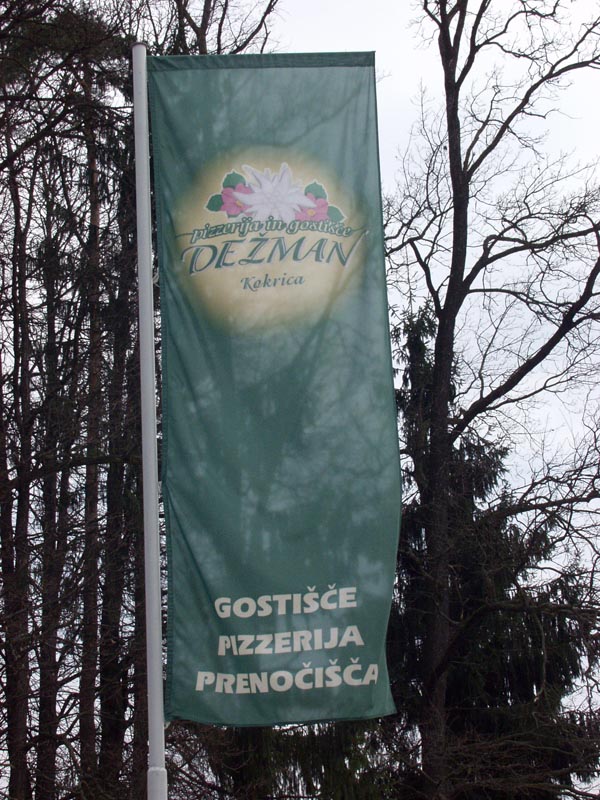 pizzerija in gostišče
DEŽMAN
Kokrica
GOSTIŠČE
PIZZERIJA
PRENOČIŠČA